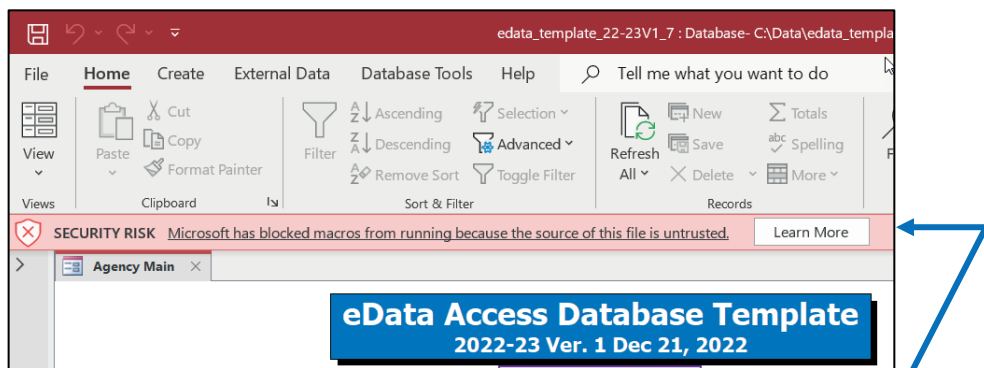 edata_template_22-23V1_7 : Database- C:\Data\edata_templa
File Home Create External Data Database Tools Help Tell me what you want to do
View Paste Cut Copy Format Painter
Filter Ascending Descending Remove Sort Selection Advanced Toggle Filter
Refresh All New Save Delete Totals Spelling More
Views Clipboard Sort & Filter Records
SECURITY RISK Microsoft has blocked macros from running because the source of this file is untrusted. Learn More
Agency Main
eData Access Database Template
2022-23 Ver. 1 Dec 21, 2022